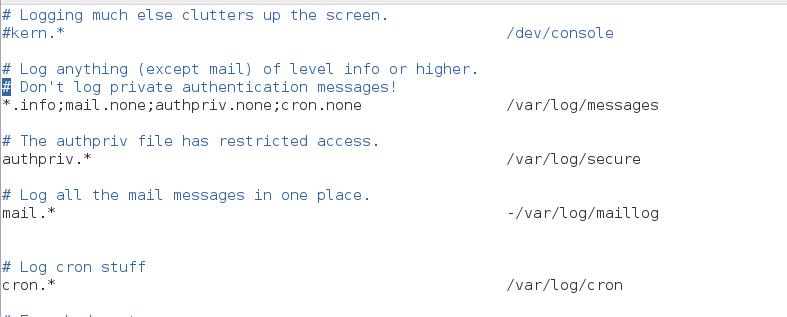 # Logging much else clutters up the screen.
#kern.* /dev/console
# Log anything (except mail) of level info or higher.
# Don't log private authentication messages!
*.info;mail.none;authpriv.none;cron.none /var/log/messages
# The authpriv file has restricted access.
authpriv.* /var/log/secure
# Log all the mail messages in one place.
mail.* -/var/log/maillog
# Log cron stuff
cron.* /var/log/cron